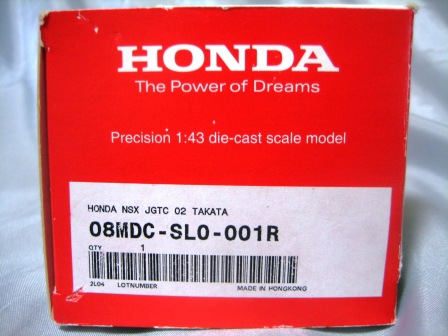 HONDA
The Power of Dreams
Precision 1:43 die-cast scale model
HONDA NSX JGTC 02 TAKATA
08MDC-SL0-001R
QTY 1
2L04 LOTNUMBER MADE IN HONGKONG